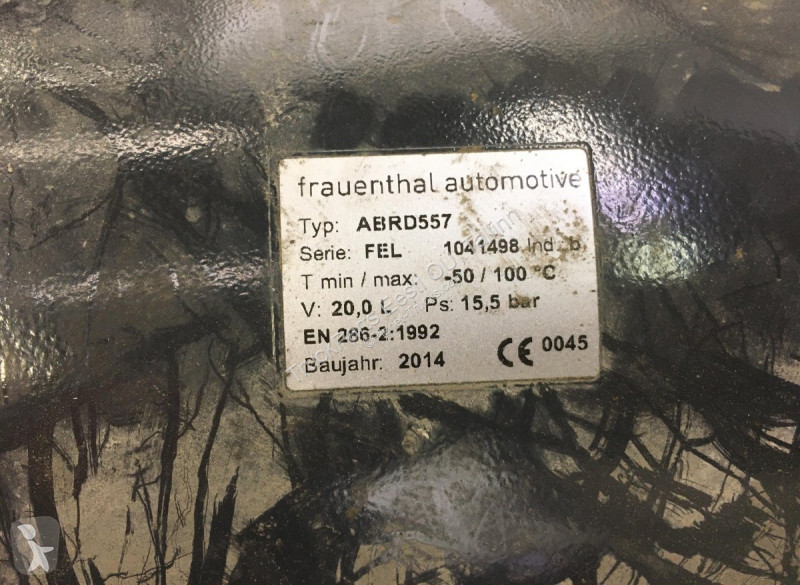 frauenthal automotive
Typ: ABRD557
Serie: FEL 1041498 Ind. b
T min / max: -50 / 100 °C
V: 20,0 L Ps: 15,5 bar
EN 286-2:1992
Baujahr: 2014 CE 0045